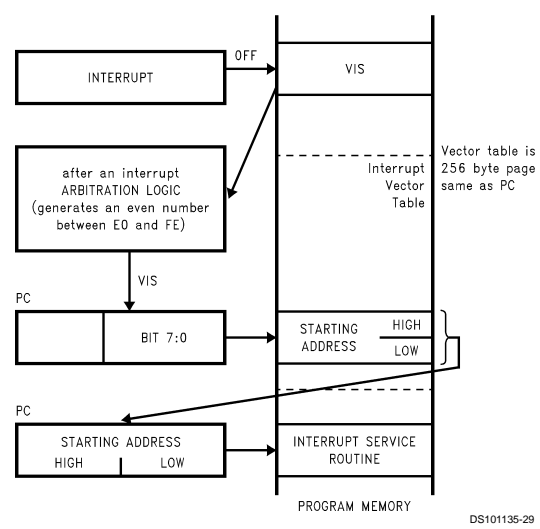 OFF
INTERRUPT
VIS
after an interrupt
ARBITRATION LOGIC
(generates an even number
between E0 and FE)
Interrupt
Vector
Table
Vector table is
256 byte page
same as PC
VIS
PC
BIT 7:0
STARTING
ADDRESS
HIGH
LOW
PC
STARTING ADDRESS
HIGH
LOW
INTERRUPT SERVICE
ROUTINE
PROGRAM MEMORY
DS101135-29